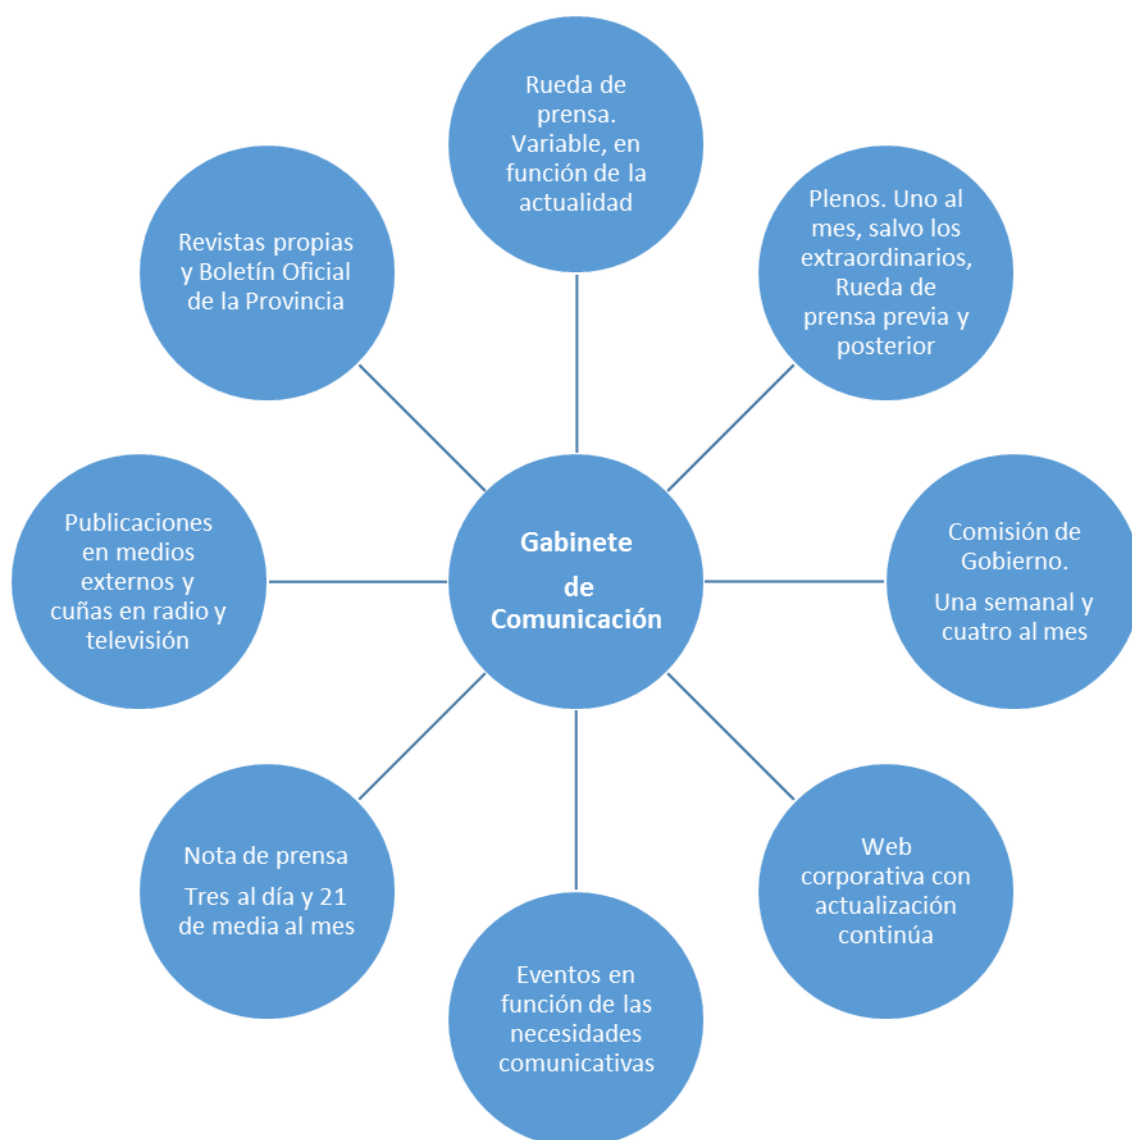 Rueda de
prensa.
Variable, en
función de la
actualidad
Plenos. Uno al
mes, salvo los
extraordinarios,
Rueda de
prensa previa y
posterior
Comisión de
Gobierno.
Una semanal y
cuatro al mes
Web
corporativa con
actualización
continúa
Eventos en
función de las
necesidades
comunicativas
Nota de prensa
Tres al día y 21
de media al mes
Publicaciones
en medios
externos y
cuñas en radio y
televisión
Revistas propias
y Boletín Oficial
de la Provincia
Gabinete
de
Comunicación